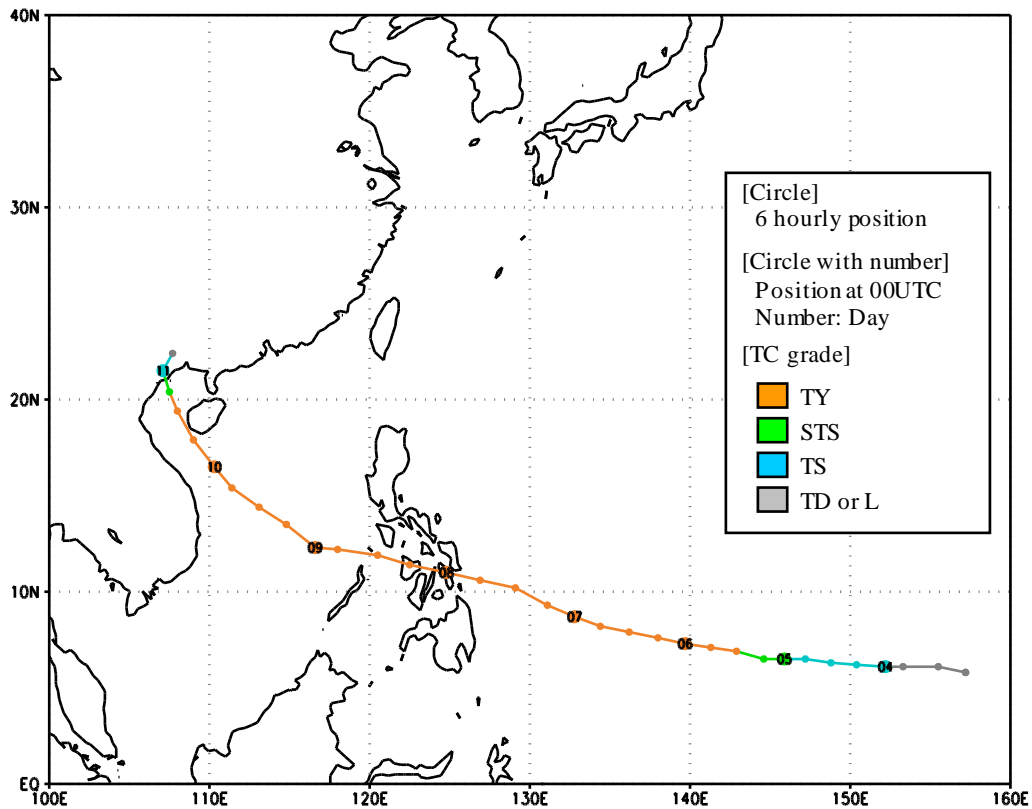 40N
30N
20N
10N
EQ
100E 110E 120E 130E 140E 150E 160E
[Circle]
6 hourly position
[Circle with number]
Position at 00UTC
Number: Day
[TC grade]
TY
STS
TS
TD or L
11
10
09
08
07
06
05
04